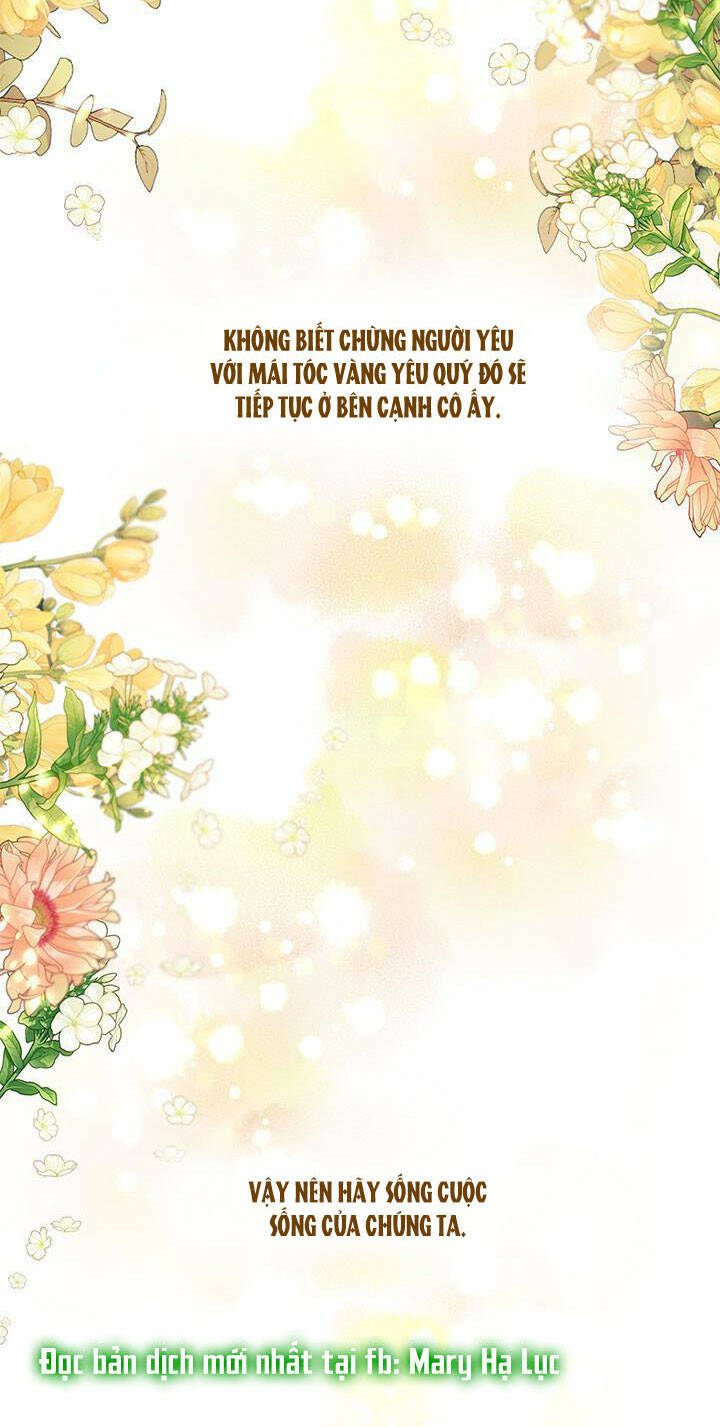 KHÔNG BIẾT CHỪNG NGƯỜI YÊU
VỚI MÁI TÓC VÀNG YÊU QUÝ ĐÓ SẼ
TIẾP TỤC Ở BÊN CẠNH CÔ ẤY.
VẬY NÊN HÃY SỐNG CUỘC
SỐNG CỦA CHÚNG TA.
Đọc bản dịch mới nhất tại fb: Mary Hạ Lục